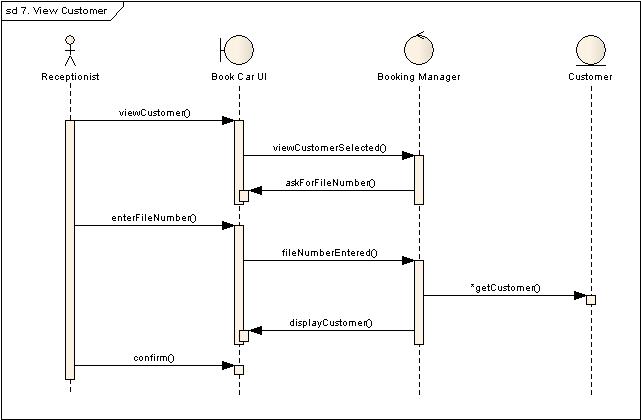 sd 7. View Customer
Receptionist
Book Car UI
Booking Manager
Customer
viewCustomer()
viewCustomerSelected()
askForFileNumber()
enterFileNumber()
fileNumberEntered()
*getCustomer()
displayCustomer()
confirm()